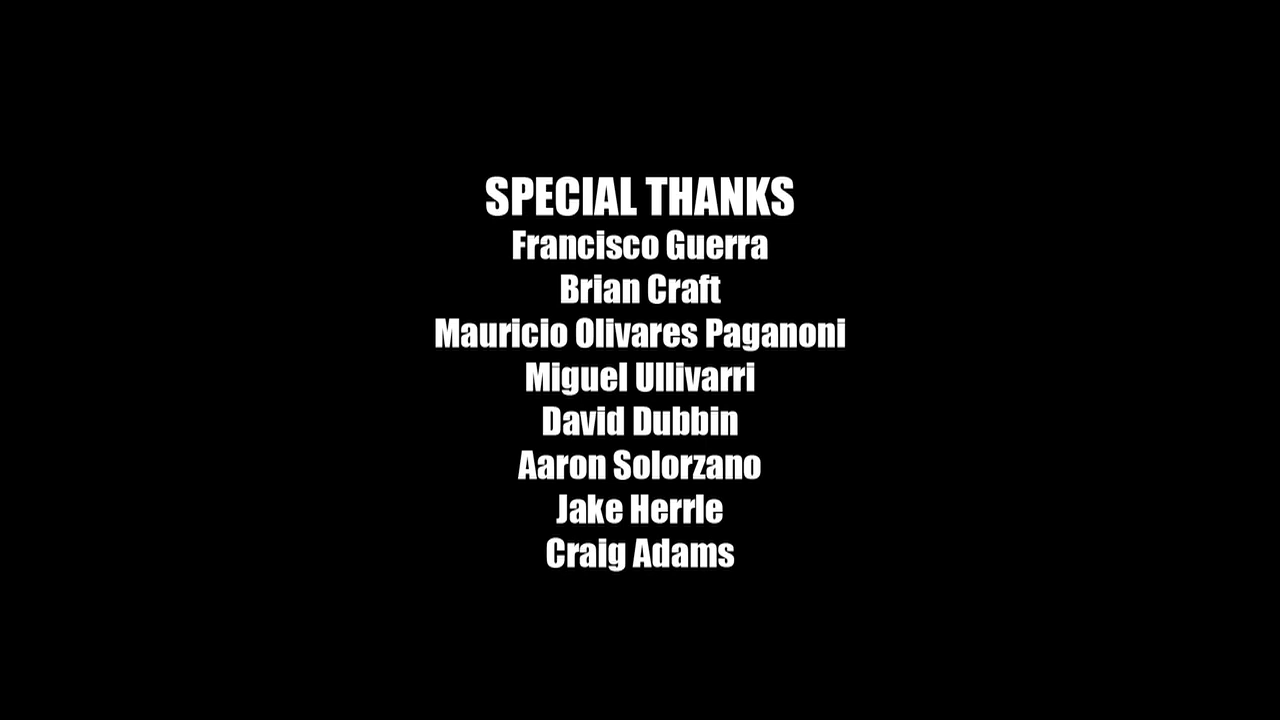 SPECIAL THANKS
Francisco Guerra
Brian Craft
Mauricio Olivares Paganoni
Miguel Ullivarri
David Dubbin
Aaron Solorzano
Jake Herrle
Craig Adams